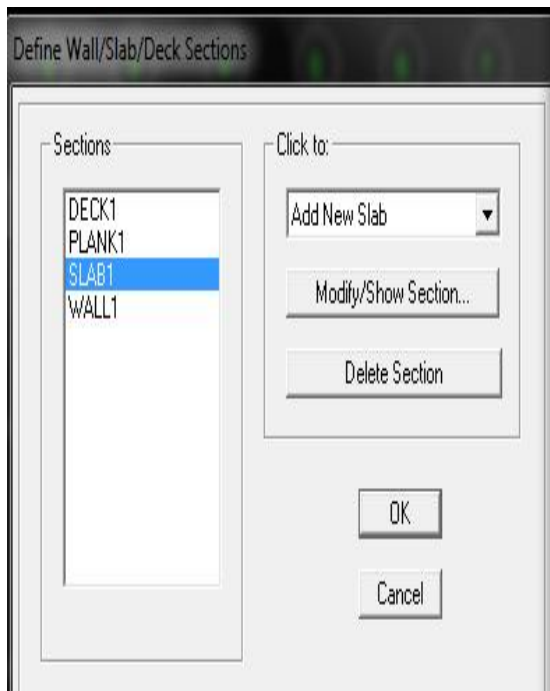 Define Wall/Slab/Deck Sections
Sections
DECK1
PLANK1
SLAB1
WALL1
Click to:
Add New Slab
Modify/Show Section...
Delete Section
OK
Cancel